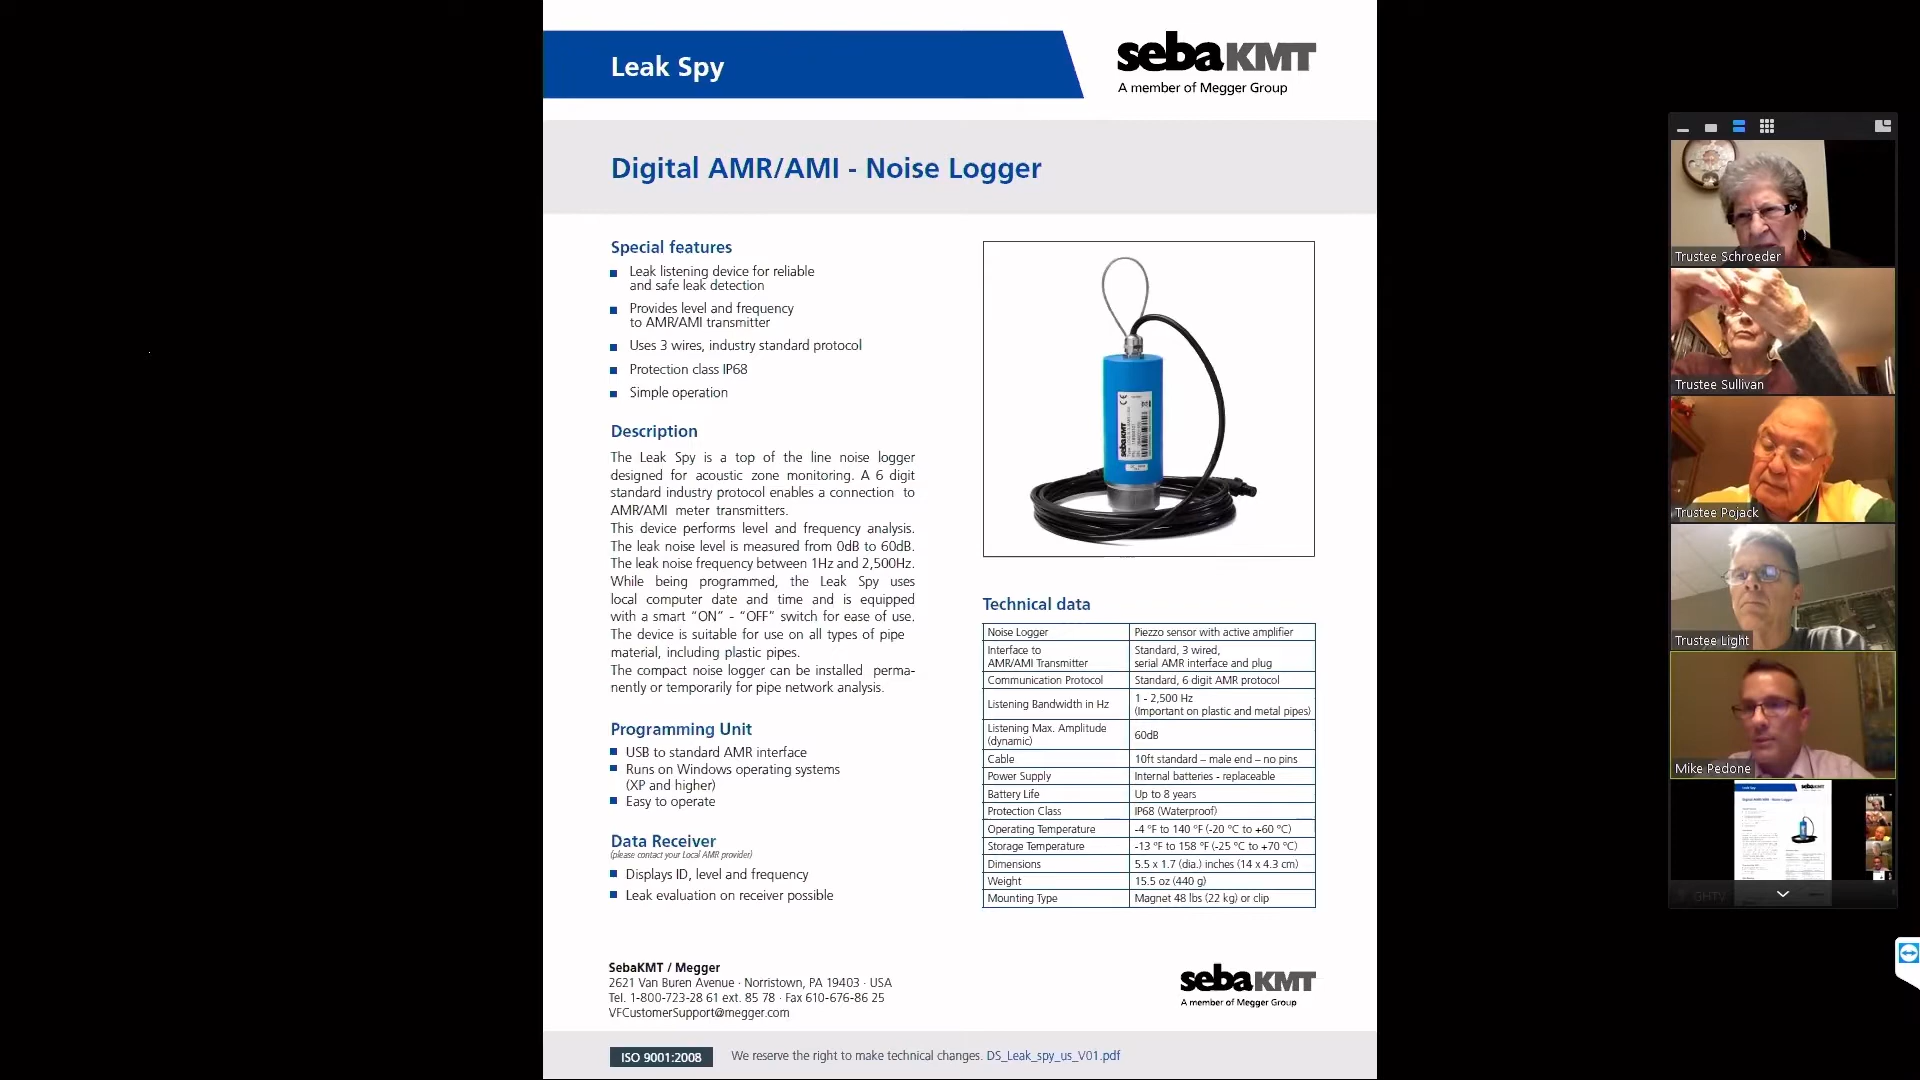 Leak Spy
sebaKMT
A member of Megger Group
Digital AMR/AMI - Noise Logger
Special features
Leak listening device for reliable
and safe leak detection
Provides level and frequency
to AMR/AMI transmitter
Uses 3 wires, industry standard protocol
Protection class IP68
Simple operation
Description
The Leak Spy is a top of the line noise logger
designed for acoustic zone monitoring. A 6 digit
standard industry protocol enables a connection to
AMR/AMI meter transmitters.
This device performs level and frequency analysis.
The leak noise level is measured from 0dB to 60dB.
The leak noise frequency between 1Hz and 2,500Hz.
While being programmed, the Leak Spy uses
local computer date and time and is equipped
with a smart “ON” - “OFF” switch for ease of use.
The device is suitable for use on all types of pipe
material, including plastic pipes.
The compact noise logger can be installed perma-
nently or temporarily for pipe network analysis.
Programming Unit
USB to standard AMR interface
Runs on Windows operating systems
(XP and higher)
Easy to operate
Data Receiver
(please contact your Local AMR provider)
Displays ID, level and frequency
Leak evaluation on receiver possible
sebaKMT
Technical data
Noise Logger Piezzo sensor with active amplifier
Interface to Standard, 3 wired,
AMR/AMI Transmitter serial AMR interface and plug
Communication Protocol Standard, 6 digit AMR protocol
Listening Bandwidth in Hz 1 - 2,500 Hz
(Important on plastic and metal pipes)
Listening Max. Amplitude
(dynamic) 60dB
Cable 10ft standard – male end – no pins
Power Supply Internal batteries - replaceable
Battery Life Up to 8 years
Protection Class IP68 (Waterproof)
Operating Temperature -4 °F to 140 °F (-20 °C to +60 °C)
Storage Temperature -13 °F to 158 °F (-25 °C to +70 °C)
Dimensions 5.5 x 1.7 (dia.) inches (14 x 4.3 cm)
Weight 15.5 oz (440 g)
Mounting Type Magnet 48 lbs (22 kg) or clip
SebaKMT / Megger
2621 Van Buren Avenue · Norristown, PA 19403 · USA
Tel. 1-800-723-28 61 ext. 85 78 · Fax 610-676-86 25
VFCustomerSupport@megger.com
sebaKMT
A member of Megger Group
ISO 9001:2008
We reserve the right to make technical changes. DS_Leak_spy_us_V01.pdf
Trustee Schroeder
Trustee Sullivan
Trustee Pojack
Trustee Light
Mike Pedone
Leak Spy
sebaKMT
Digital AMR/AMI - Noise Logger
GHTV